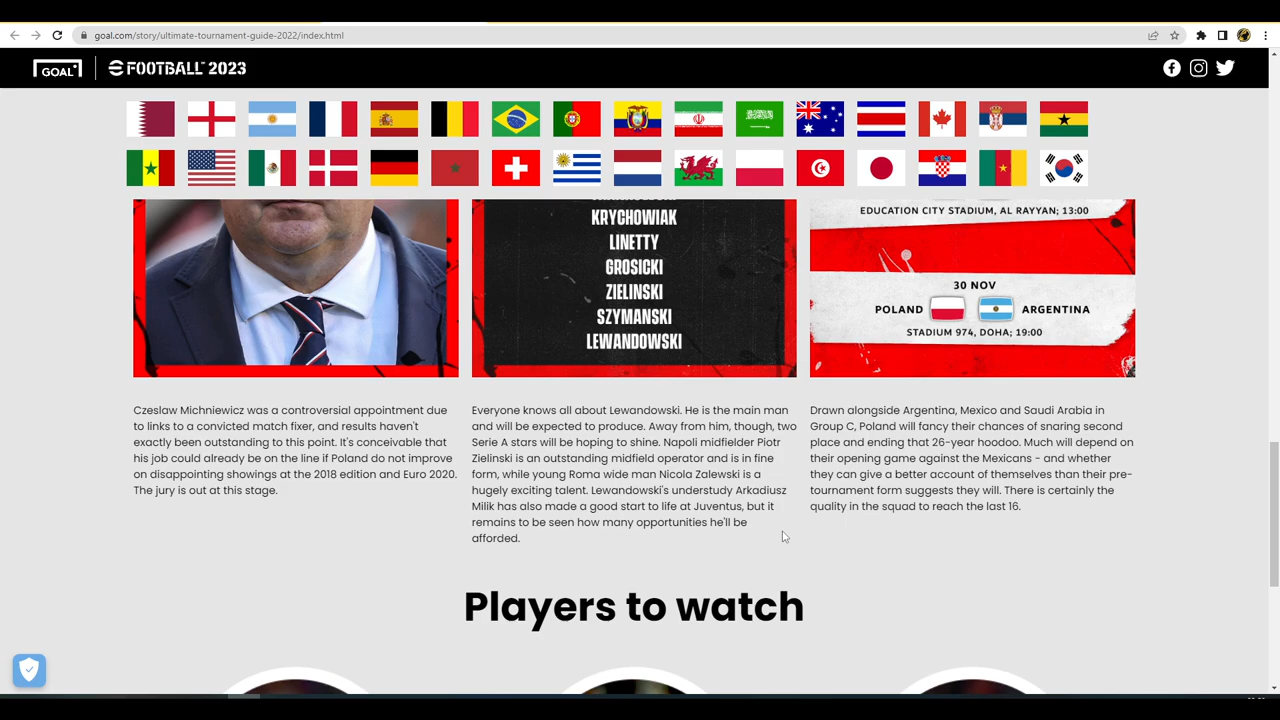 goal.com/story/ultimate-tournament-guide-2022/index.html
GOAL
FOOTBALL 2023
KRYCHOWIAK
LINETTY
GROSICKI
ZIELINSKI
SZYMANSKI
LEWANDOWSKI
EDUCATION CITY STADIUM, AL RAYYAN; 13:00
30 NOV
POLAND ARGENTINA
STADIUM 974, DOHA; 19:00
Czeslaw Michniewicz was a controversial appointment due
to links to a convicted match fixer, and results haven't
exactly been outstanding to this point. It's conceivable that
his job could already be on the line if Poland do not improve
on disappointing showings at the 2018 edition and Euro 2020.
The jury is out at this stage.
Everyone knows all about Lewandowski. He is the main man
and will be expected to produce. Away from him, though, two
Serie A stars will be hoping to shine. Napoli midfielder Piotr
Zielinski is an outstanding midfield operator and is in fine
form, while young Roma wide man Nicola Zalewski is a
hugely exciting talent. Lewandowski's understudy Arkadiusz
Milik has also made a good start to life at Juventus, but it
remains to be seen how many opportunities he'll be
afforded.
Drawn alongside Argentina, Mexico and Saudi Arabia in
Group C, Poland will fancy their chances of snaring second
place and ending that 26-year hoodoo. Much will depend on
their opening game against the Mexicans - and whether
they can give a better account of themselves than their pre-
tournament form suggests they will. There is certainly the
quality in the squad to reach the last 16.
Players to watch